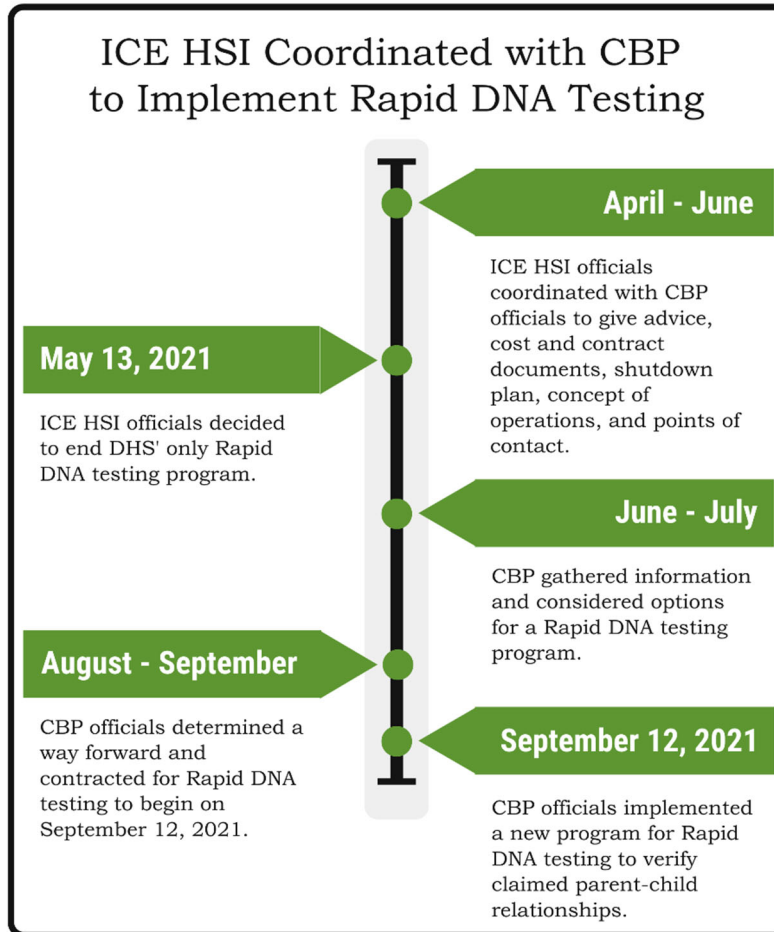 ICE HSI Coordinated with CBP
to Implement Rapid DNA Testing
April - June
ICE HSI officials
coordinated with CBP
officials to give advice,
cost and contract
documents, shutdown
plan, concept of
operations, and points of
contact.
May 13, 2021
ICE HSI officials decided
to end DHS' only Rapid
DNA testing program.
June - July
CBP gathered information
and considered options
for a Rapid DNA testing
program.
August - September
CBP officials determined a
way forward and
contracted for Rapid DNA
testing to begin on
September 12, 2021.
September 12, 2021
CBP officials implemented
a new program for Rapid
DNA testing to verify
claimed parent-child
relationships.